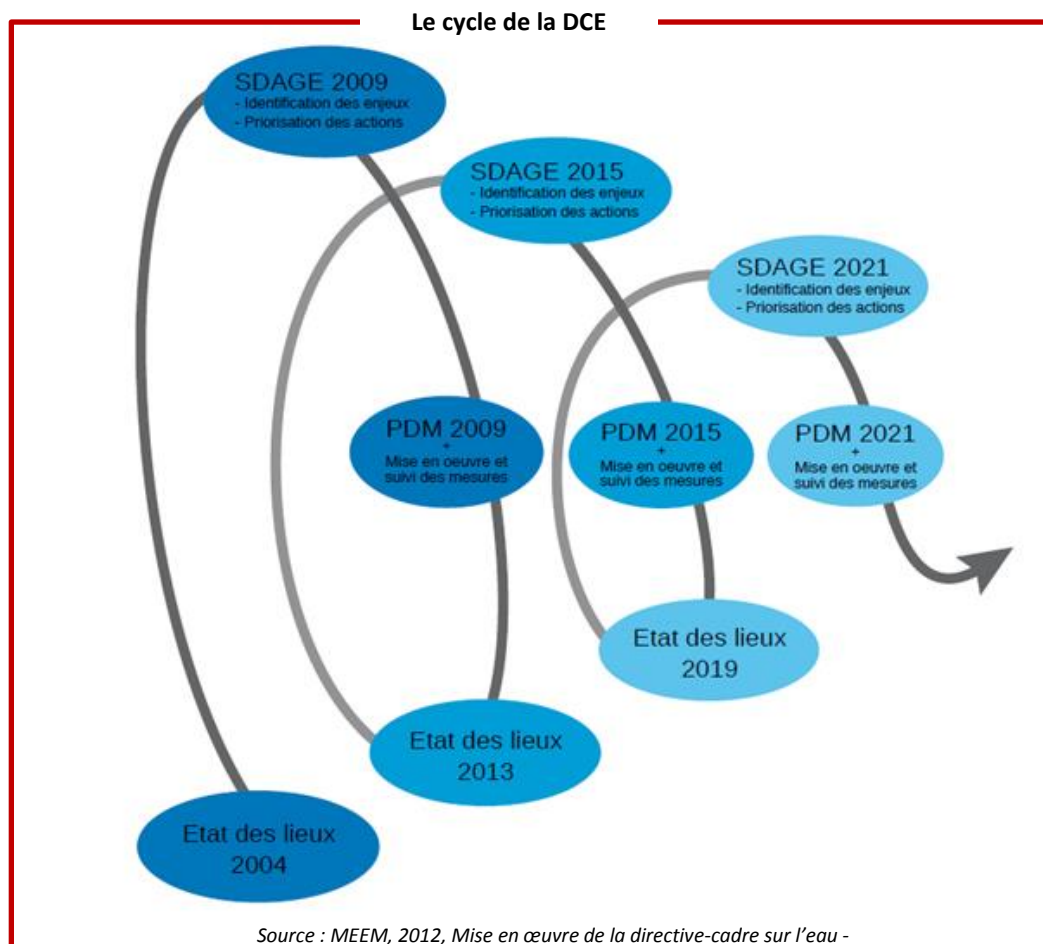 Le cycle de la DCE
SDAGE 2009
- Identification des enjeux
- Priorisation des actions
SDAGE 2015
- Identification des enjeux
- Priorisation des actions
SDAGE 2021
- Identification des enjeux
- Priorisation des actions
PDM 2009
+
Mise en oeuvre et
suivi des mesures
PDM 2015
+
Mise en oeuvre et
suivi des mesures
PDM 2021
+
Mise en oeuvre et
suivi des mesures
Etat des lieux
2019
Etat des lieux
2013
Etat des lieux
2004
Source : MEEM, 2012, Mise en œuvre de la directive-cadre sur l’eau -